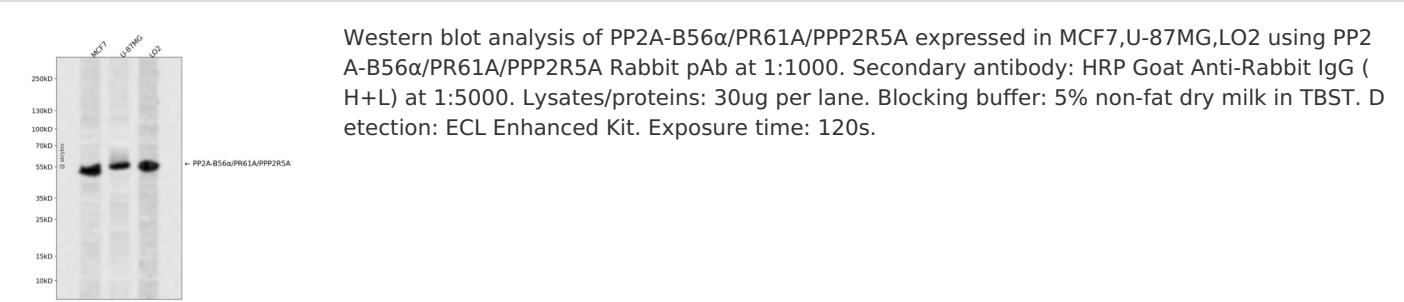 MCF7
U-87MG
LO2
250kD
130kD
100kD
70kD
55kD
35kD
25kD
15kD
10kD
← PP2A-B56α/PR61A/PPP2R5A
Western blot analysis of PP2A-B56α/PR61A/PPP2R5A expressed in MCF7,U-87MG,LO2 using PP2
A-B56α/PR61A/PPP2R5A Rabbit pAb at 1:1000. Secondary antibody: HRP Goat Anti-Rabbit IgG (
H+L) at 1:5000. Lysates/proteins: 30ug per lane. Blocking buffer: 5% non-fat dry milk in TBST. D
etection: ECL Enhanced Kit. Exposure time: 120s.